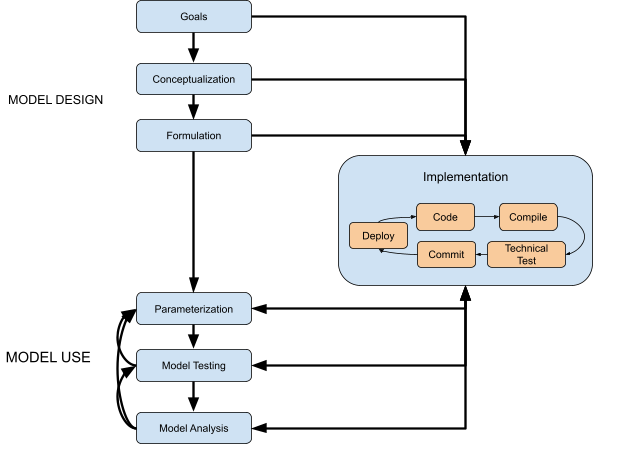 Goals
Conceptualization
MODEL DESIGN
Formulation
Implementation
Code
Compile
Deploy
Commit
Technical
Test
Parameterization
MODEL USE
Model Testing
Model Analysis